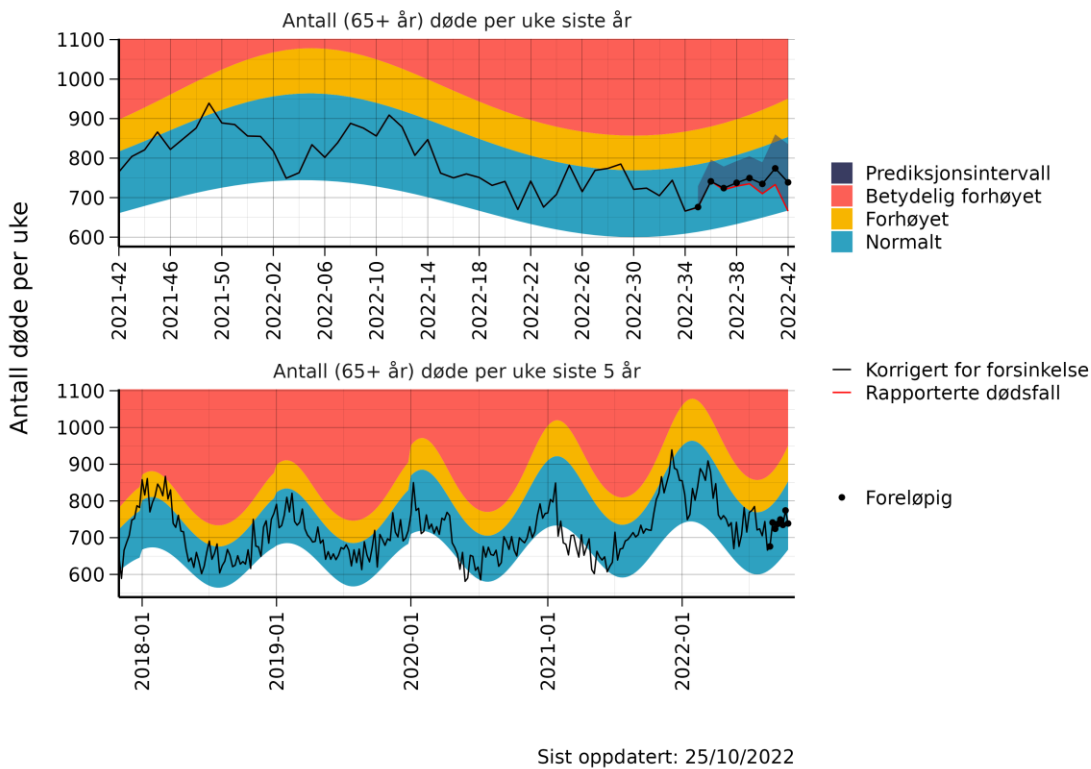 Antall (65+ år) døde per uke siste år
1100
1000
900
800
700
600
2021-42
2021-46
2021-50
2022-02
2022-06
2022-10
2022-14
2022-18
2022-22
2022-26
2022-30
2022-34
2022-38
2022-42
Antall døde per uke
Prediksjonsintervall
Betydelig forhøyet
Forhøyet
Normalt
Antall (65+ år) døde per uke siste 5 år
1100
1000
900
800
700
600
2018-01
2019-01
2020-01
2021-01
2022-01
Korrigert for forsinkelse
Rapporterte dødsfall
Foreløpig
Sist oppdatert: 25/10/2022